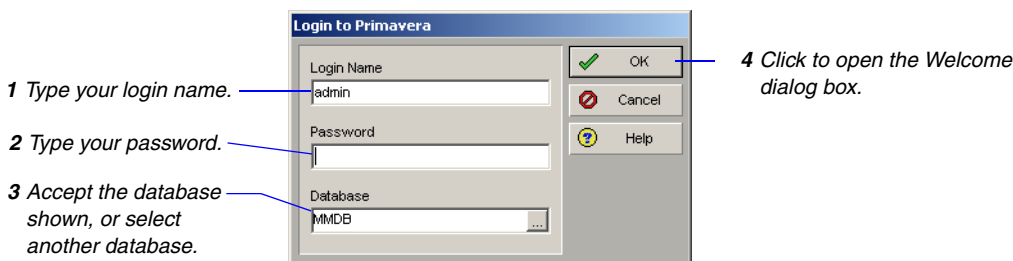 Login to Primavera
Login Name
admin
Password
Database
MMDB
...
OK
Cancel
Help
1 Type your login name.
2 Type your password.
3 Accept the database
shown, or select
another database.
4 Click to open the Welcome
dialog box.